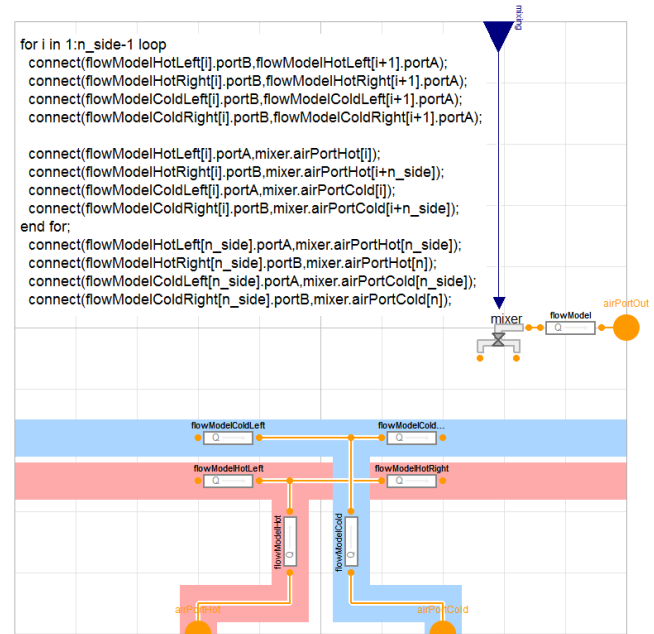 mixing
for i in 1:n_side-1 loop
connect(flowModelHotLeft[i].portB,flowModelHotLeft[i+1].portA);
connect(flowModelHotRight[i].portB,flowModelHotRight[i+1].portA);
connect(flowModelColdLeft[i].portB,flowModelColdLeft[i+1].portA);
connect(flowModelColdRight[i].portB,flowModelColdRight[i+1].portA);
connect(flowModelHotLeft[i].portA,mixer.airPortHot[i]);
connect(flowModelHotRight[i].portB,mixer.airPortHot[i+n_side]);
connect(flowModelColdLeft[i].portA,mixer.airPortCold[i]);
connect(flowModelColdRight[i].portB,mixer.airPortCold[i+n_side]);
end for;
connect(flowModelHotLeft[n_side].portA,mixer.airPortHot[n_side]);
connect(flowModelHotRight[n_side].portB,mixer.airPortHot[n]);
connect(flowModelColdLeft[n_side].portA,mixer.airPortCold[n_side]);
connect(flowModelColdRight[n_side].portB,mixer.airPortCold[n]);
airPortOut
mixer
flowModel
Q
flowModelColdLeft
flowModelCold...
Q
Q
flowModelHotLeft
flowModelHotRight
Q
Q
flowModelHot
Q
flowModelCold
Q
airPortHot
airPortCold